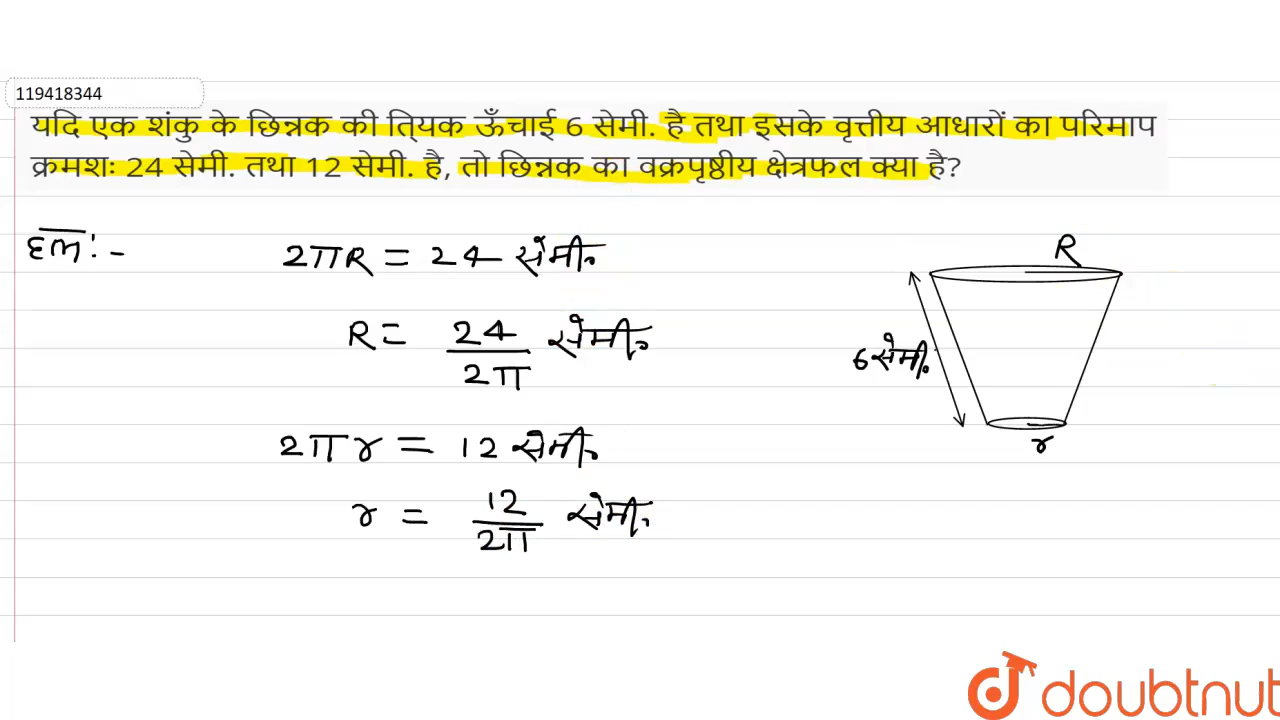 119418344
यदि एक शंकु के छिन्नक की ति्यक ऊँचाई 6 सेमी. है तथा इसके वृत्तीय आधारों का परिमाप
क्रमशः 24 सेमी. तथा 12 सेमी. है, तो छिन्नक का वक्रपृष्ठीय क्षेत्रफल क्या है?
हल:-
2πR = 24 सेमी.
R = 24/2π सेमी.
2πr = 12 सेमी.
r = 12/2π सेमी.
R
6 सेमी.
r
doubtnut